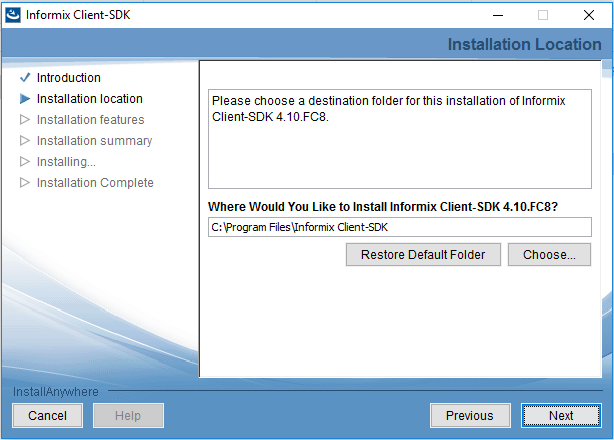 Informix Client-SDK
Installation Location
Introduction
Installation location
Installation features
Installation summary
Installing...
Installation Complete
Please choose a destination folder for this installation of Informix
Client-SDK 4.10.FC8.
Where Would You Like to Install Informix Client-SDK 4.10.FC8?
C:\Program Files\Informix Client-SDK
Restore Default Folder
Choose...
InstallAnywhere
Cancel
Help
Previous
Next